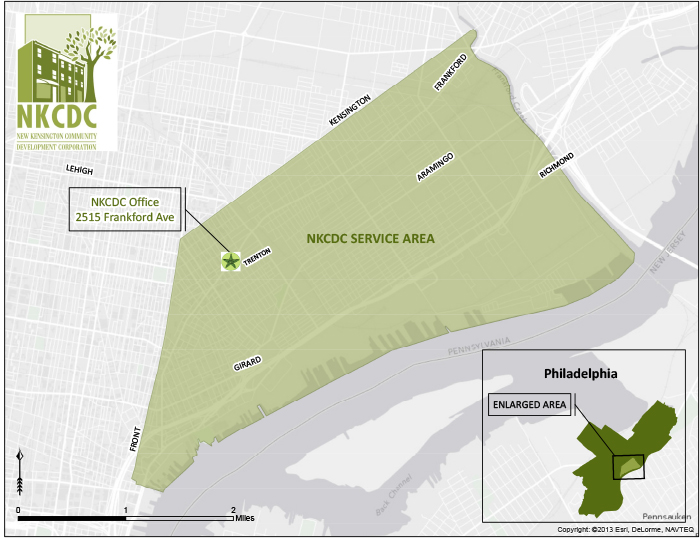 NKCDC
NEW KENSINGTON COMMUNITY
DEVELOPMENT CORPORATION
FRANKFORD
KENSINGTON
LEHIGH
ARAMINGO
RICHMOND
NKCDC Office
2515 Frankford Ave
NKCDC SERVICE AREA
TRENTON
NEW JERSEY
PENNSYLVANIA
GIRARD
Philadelphia
ENLARGED AREA
FRONT
Back Channel
0 1 2
Miles
Pennsauken
Copyright: ©2013 Esri, DeLorme, NAVTEQ